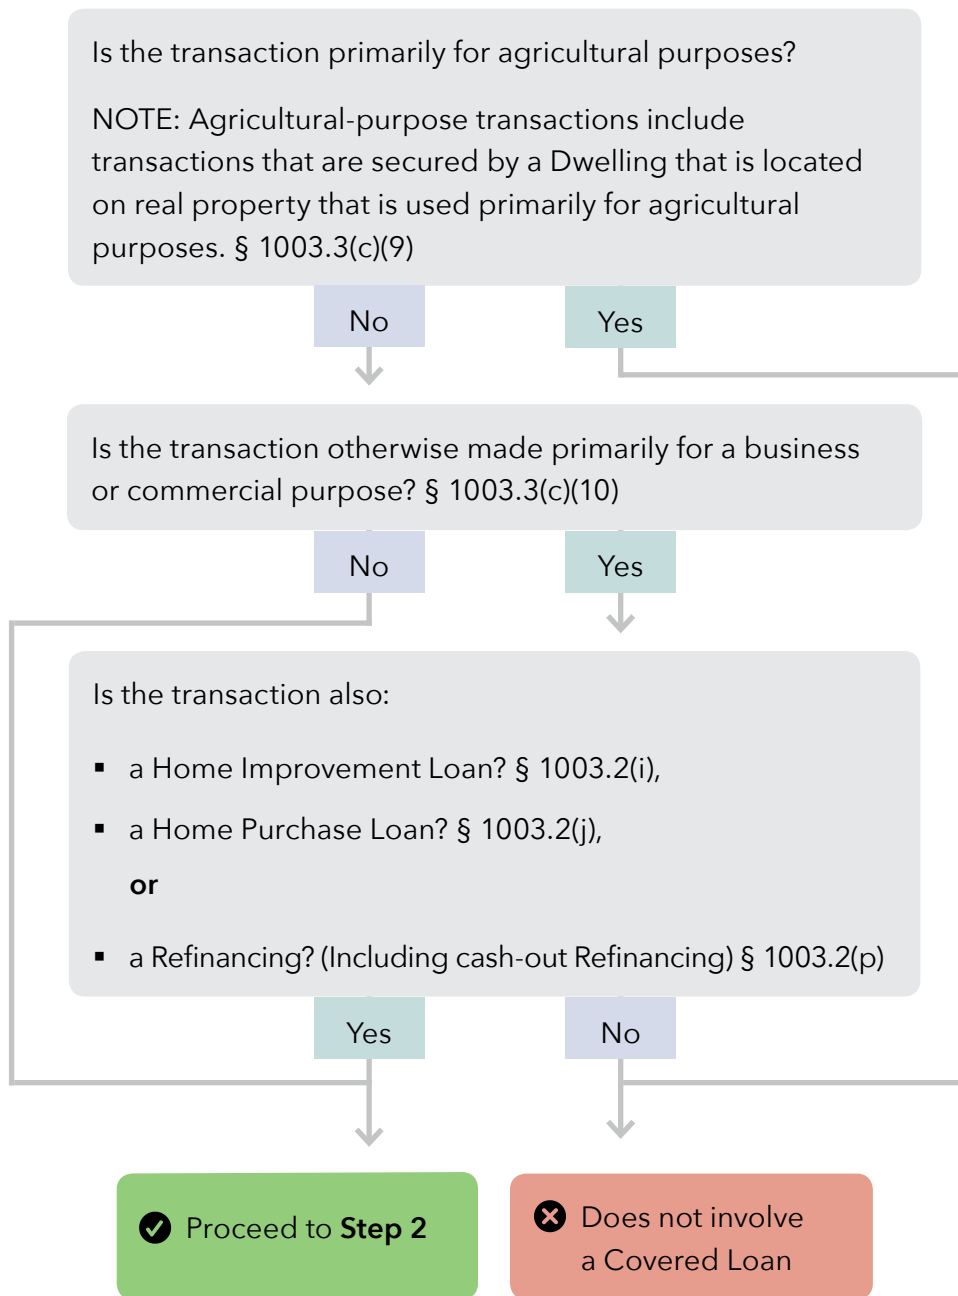 Is the transaction primarily for agricultural purposes?
NOTE: Agricultural-purpose transactions include
transactions that are secured by a Dwelling that is located
on real property that is used primarily for agricultural
purposes. § 1003.3(c)(9)
No
Yes
Is the transaction otherwise made primarily for a business
or commercial purpose? § 1003.3(c)(10)
No
Yes
Is the transaction also:
▪ a Home Improvement Loan? § 1003.2(i),
▪ a Home Purchase Loan? § 1003.2(j),
or
▪ a Refinancing? (Including cash-out Refinancing) § 1003.2(p)
Yes
No
Proceed to Step 2
Does not involve
a Covered Loan